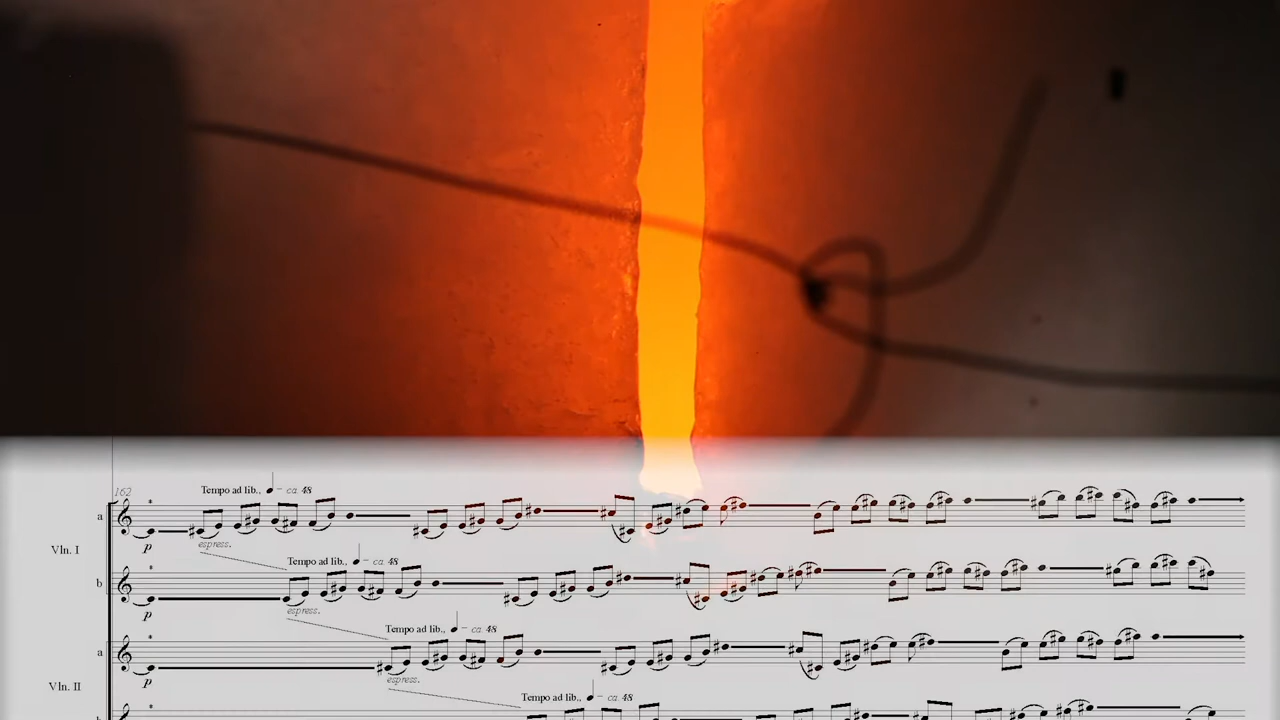 162
Tempo ad lib., ♩ = ca. 48
a
Vln. I
p
espress.
Tempo ad lib., ♩ = ca. 48
b
p
espress.
Tempo ad lib., ♩ = ca. 48
a
Vln. II
p
espress.
Tempo ad lib., ♩ = ca. 48